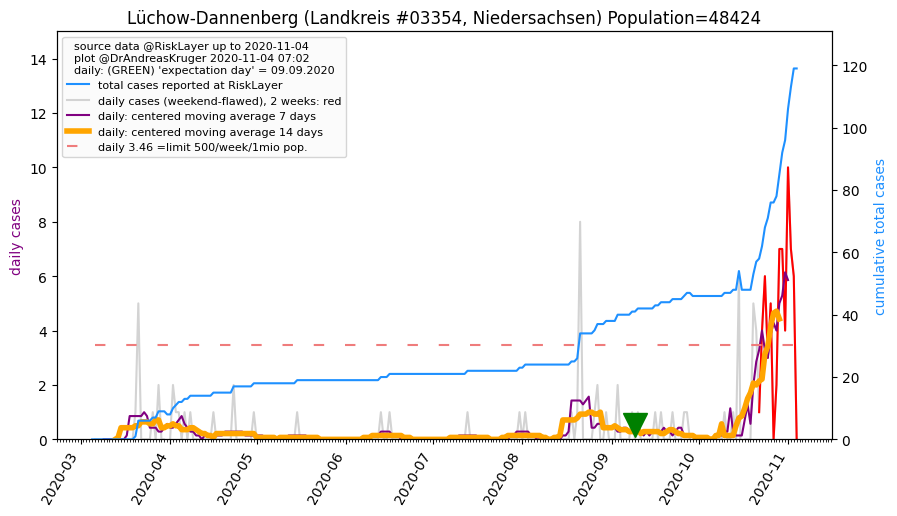 Lüchow-Dannenberg (Landkreis #03354, Niedersachsen) Population=48424
source data @RiskLayer up to 2020-11-04
plot @DrAndreasKruger 2020-11-04 07:02
daily: (GREEN) 'expectation day' = 09.09.2020
total cases reported at RiskLayer
daily cases (weekend-flawed), 2 weeks: red
daily: centered moving average 7 days
daily: centered moving average 14 days
daily 3.46 =limit 500/week/1mio pop.
daily cases
14
12
10
8
6
4
2
0
cumulative total cases
120
100
80
60
40
20
0
2020-03
2020-04
2020-05
2020-06
2020-07
2020-08
2020-09
2020-10
2020-11